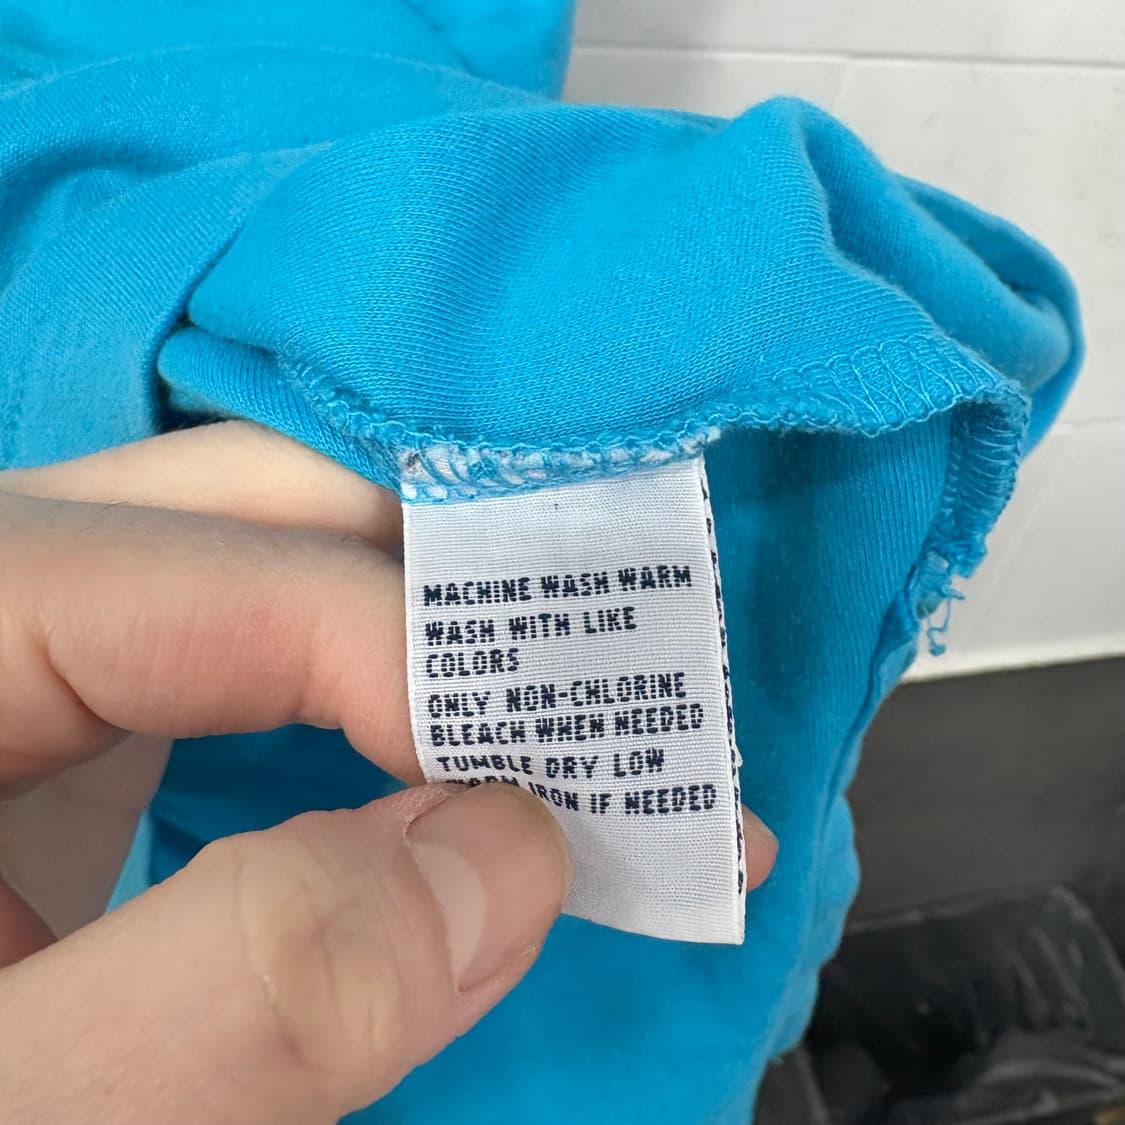 MACHINE WASH WARM
WASH WITH LIKE
COLORS
ONLY NON-CHLORINE
BLEACH WHEN NEEDED
TUMBLE DRY LOW
WARM IRON IF NEEDED